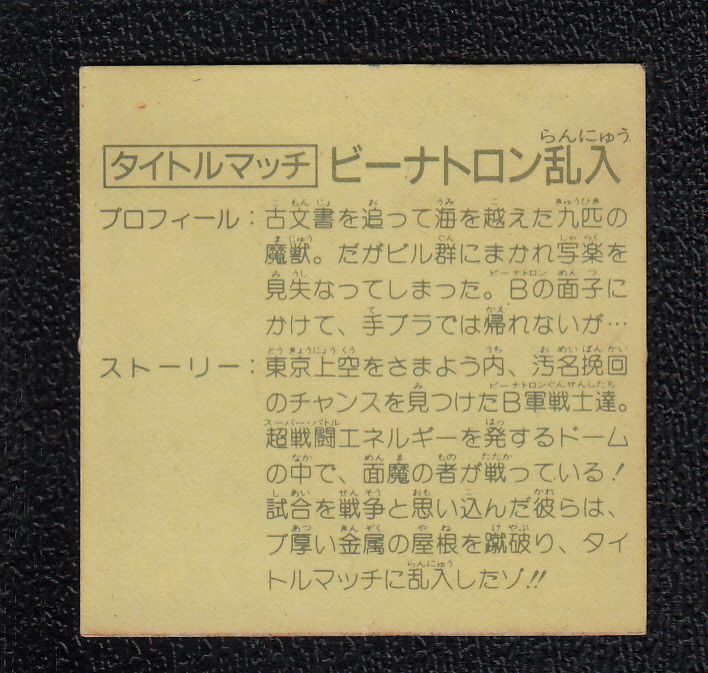 タイトルマッチ ビーナトロン乱入
プロフィール：古文書を追って海を越えた九匹の
魔獣。だがビル群にまかれ写楽を
見失なってしまった。Bの面子に
かけて、手ブラでは帰れないが…
ストーリー：東京上空をさまよう内、汚名挽回
のチャンスを見つけたB軍戦士達。
超戦闘エネルギーを発するドーム
の中で、面魔の者が戦っている！
試合を戦争と思い込んだ彼らは、
ブ厚い金属の屋根を蹴破り、タイ
トルマッチに乱入したゾ!!